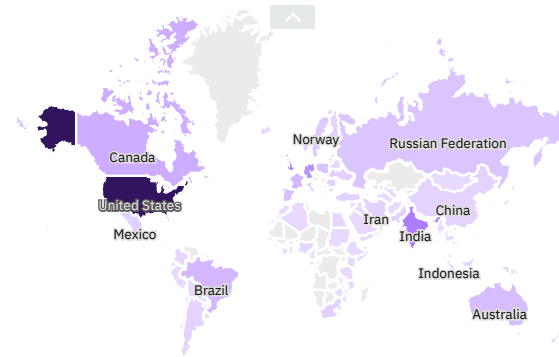 Norway
Russian Federation
Canada
United States
Iran
China
Mexico
India
Indonesia
Brazil
Australia